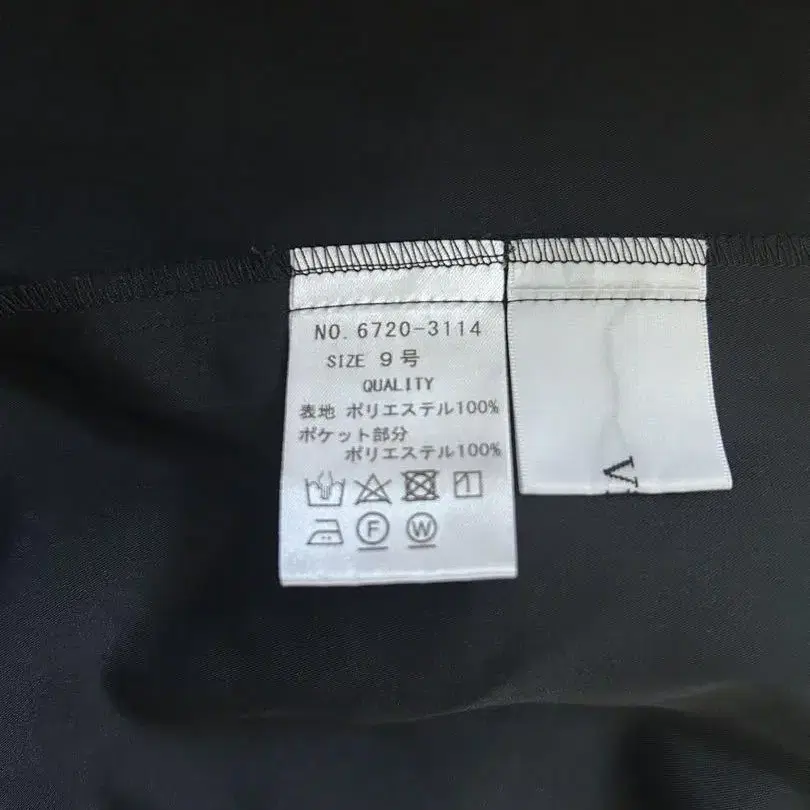 NO. 6720-3114
SIZE 9号
QUALITY
表地 ポリエステル100%
ポケット部分
ポリエステル100%
F W